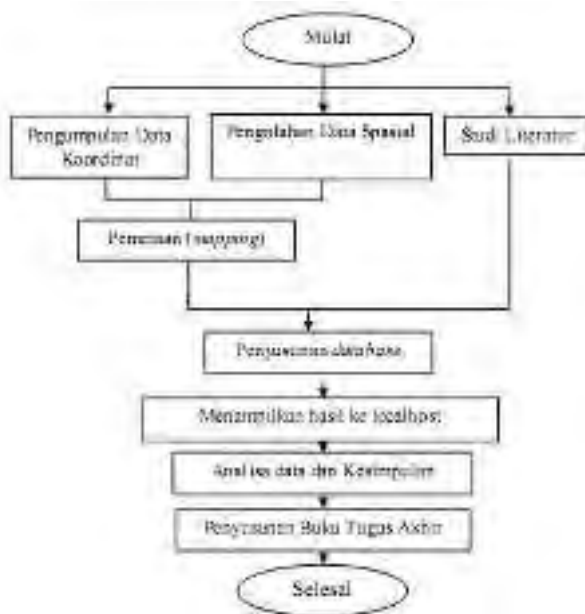 Mulai
Pengumpulan Data
Koordinat
Pengolahan Data Spasial
Studi Literatur
Pemetaan (mapping)
Penyusunan database
Menampilkan hasil ke localhost
Analisa data dan Kesimpulan
Penyusunan Buku Tugas Akhir
Selesai